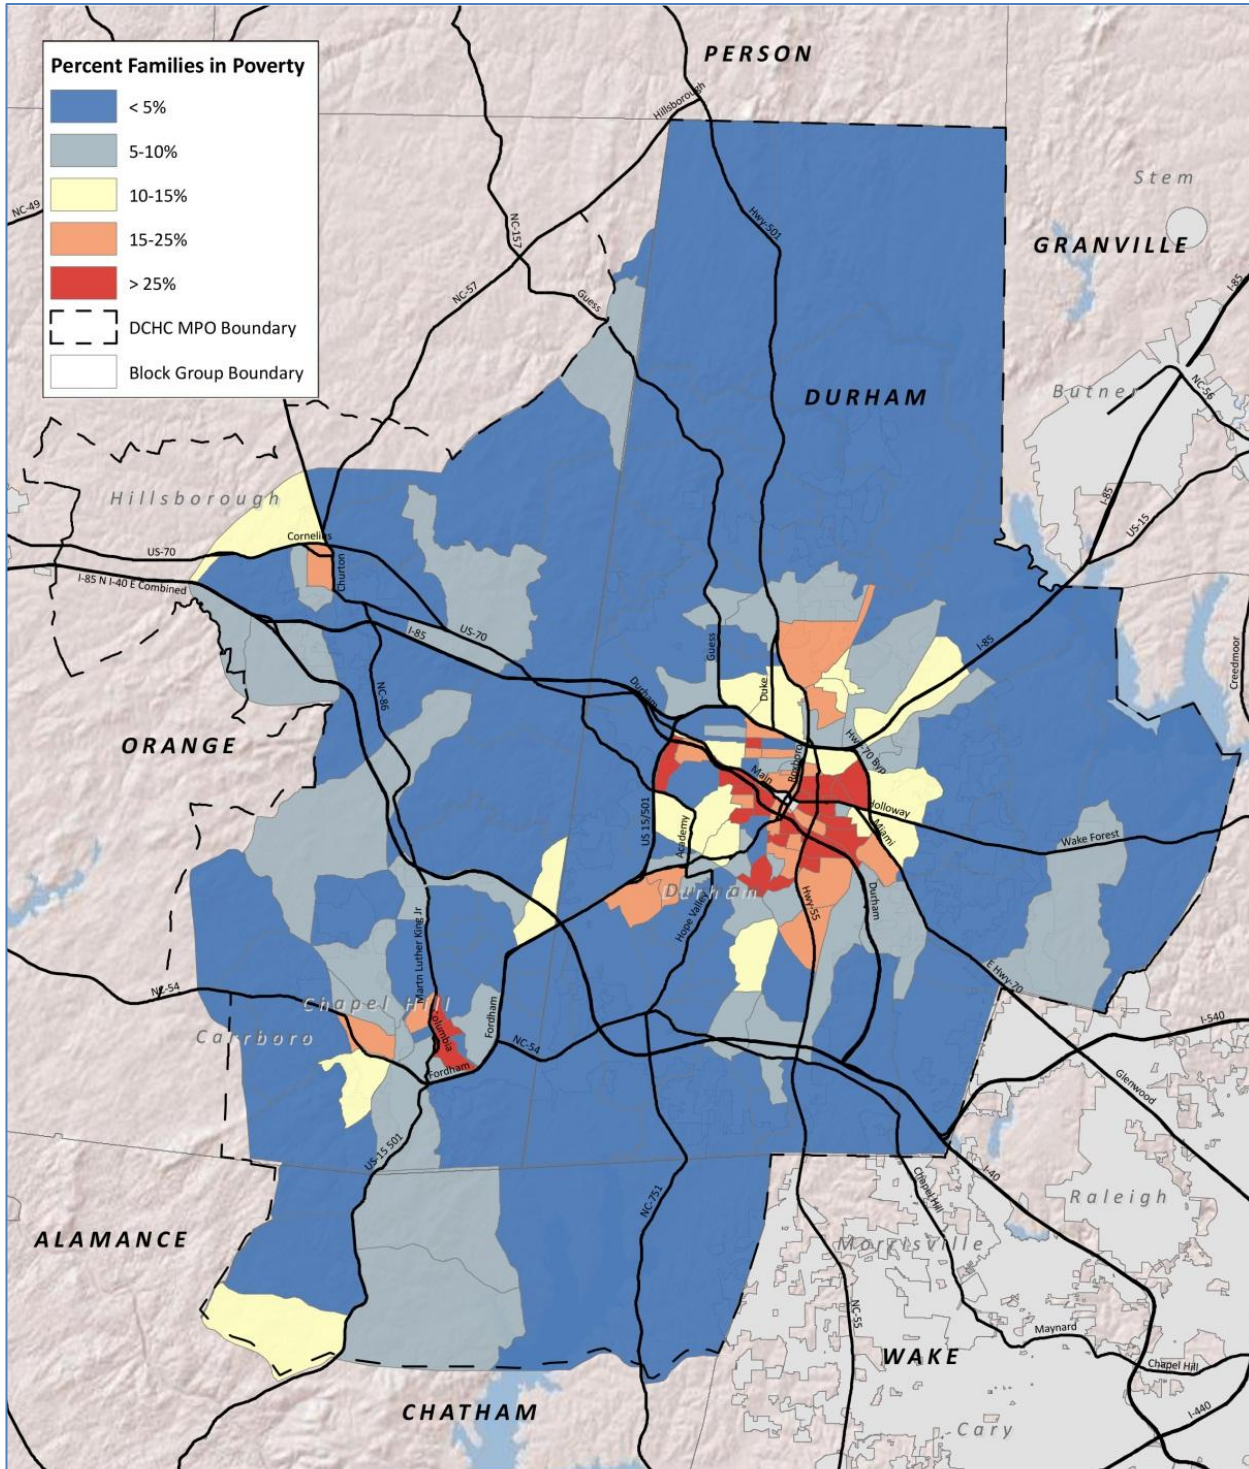 Percent Families in Poverty
< 5%
5-10%
10-15%
15-25%
> 25%
DCHC MPO Boundary
Block Group Boundary
PERSON
Hillsborough
Stem
NC-49
NC-157
Hwy-501
GRANVILLE
I-85
NC-57
Guess
DURHAM
Butner
NC-56
I-85
US-15
Hillsborough
Cornelius
US-70
Churton
I-85 N I-40 E Combined
I-85
US-70
Guess
I-85
Creedmoor
NC-86
Durham
Duke
ORANGE
Hwy-70 Byp
Roxboro
Main
US 15/501
Academy
Holloway
Miami
Wake Forest
Durham
Hwy-55
Durham
Hope Valley
Martn Luther King Jr
E Hwy-70
NC-54
Chapel Hill
Fordham
Columbia
Carrboro
I-540
NC-54
Fordham
Glenwood
US-15 501
NC-751
Chapel Hill
I-40
Raleigh
ALAMANCE
Morrisville
NC-55
Maynard
WAKE
Chapel Hill
CHATHAM
I-440
Cary